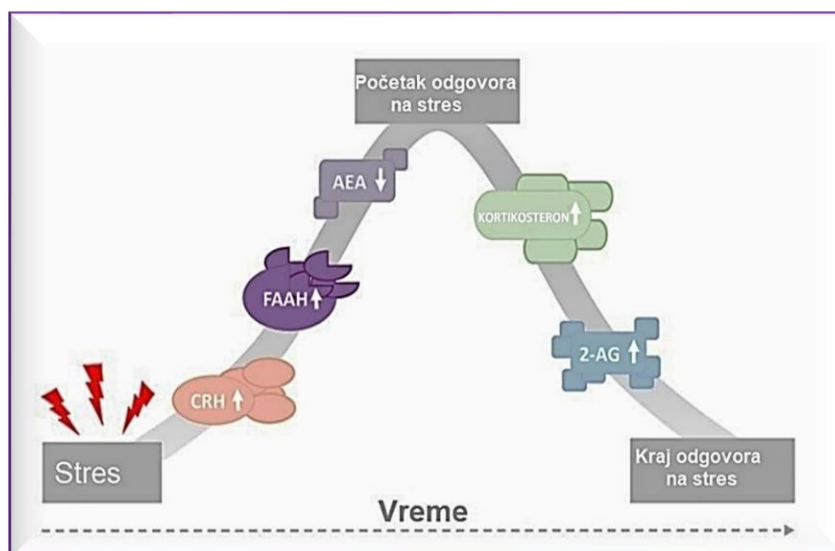 Početak odgovora
na stres
AEA ↓
KORTIKOSTERON ↑
FAAH ↑
2-AG ↑
CRH ↑
Stres
Kraj odgovora
na stres
Vreme